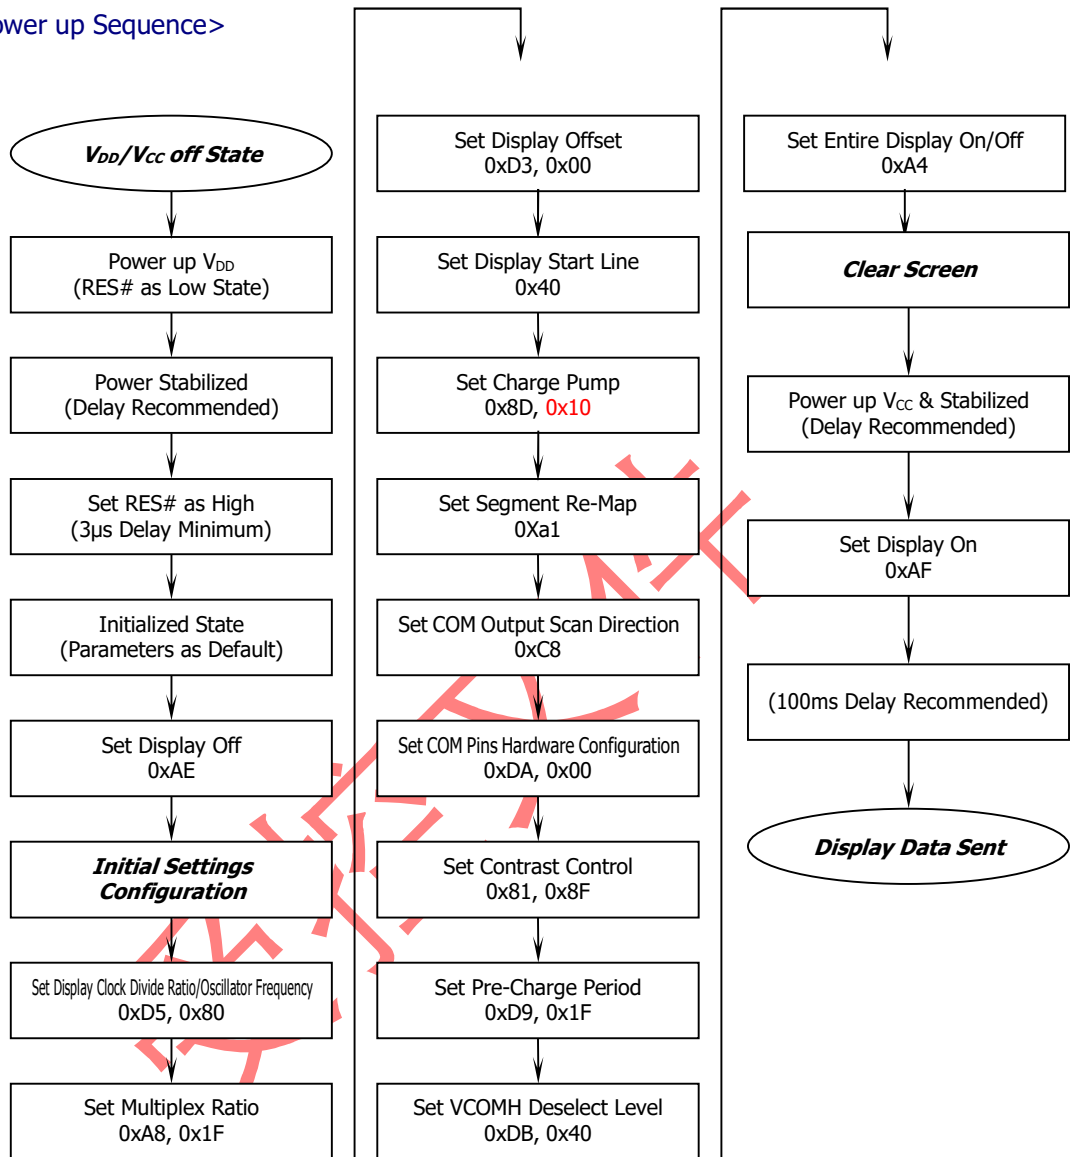 ower up Sequence>
VDD/VCC off State
Power up VDD
(RES# as Low State)
Power Stabilized
(Delay Recommended)
Set RES# as High
(3µs Delay Minimum)
Initialized State
(Parameters as Default)
Set Display Off
0xAE
Initial Settings
Configuration
Set Display Clock Divide Ratio/Oscillator Frequency
0xD5, 0x80
Set Multiplex Ratio
0xA8, 0x1F
Set Display Offset
0xD3, 0x00
Set Display Start Line
0x40
Set Charge Pump
0x8D, 0x10
Set Segment Re-Map
0Xa1
Set COM Output Scan Direction
0xC8
Set COM Pins Hardware Configuration
0xDA, 0x00
Set Contrast Control
0x81, 0x8F
Set Pre-Charge Period
0xD9, 0x1F
Set VCOMH Deselect Level
0xDB, 0x40
Set Entire Display On/Off
0xA4
Clear Screen
Power up VCC & Stabilized
(Delay Recommended)
Set Display On
0xAF
(100ms Delay Recommended)
Display Data Sent